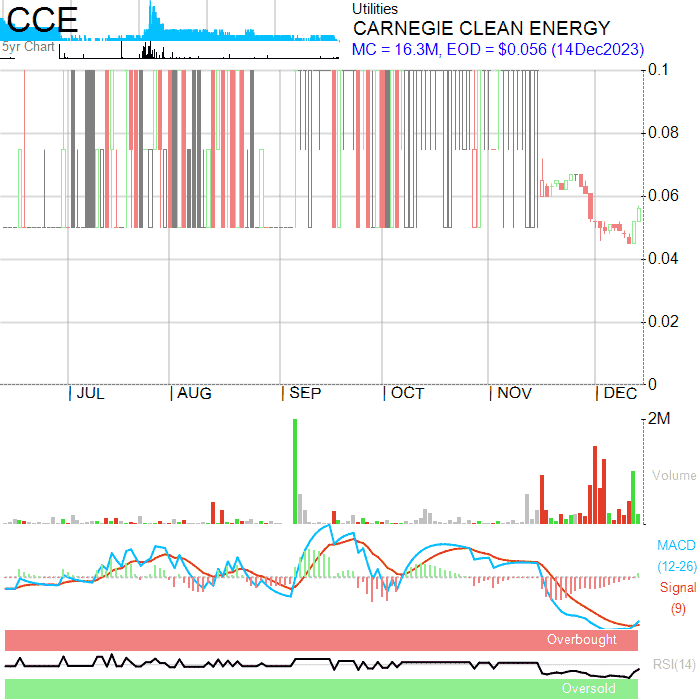 CCE
5yr Chart
Utilities
CARNEGIE CLEAN ENERGY
MC = 16.3M, EOD = $0.056 (14Dec2023)
0.1
0.08
0.06
0.04
0.02
0
JUL AUG SEP OCT NOV DEC
2M
Volume
MACD
(12-26)
Signal
(9)
Overbought
RSI(14)
Oversold